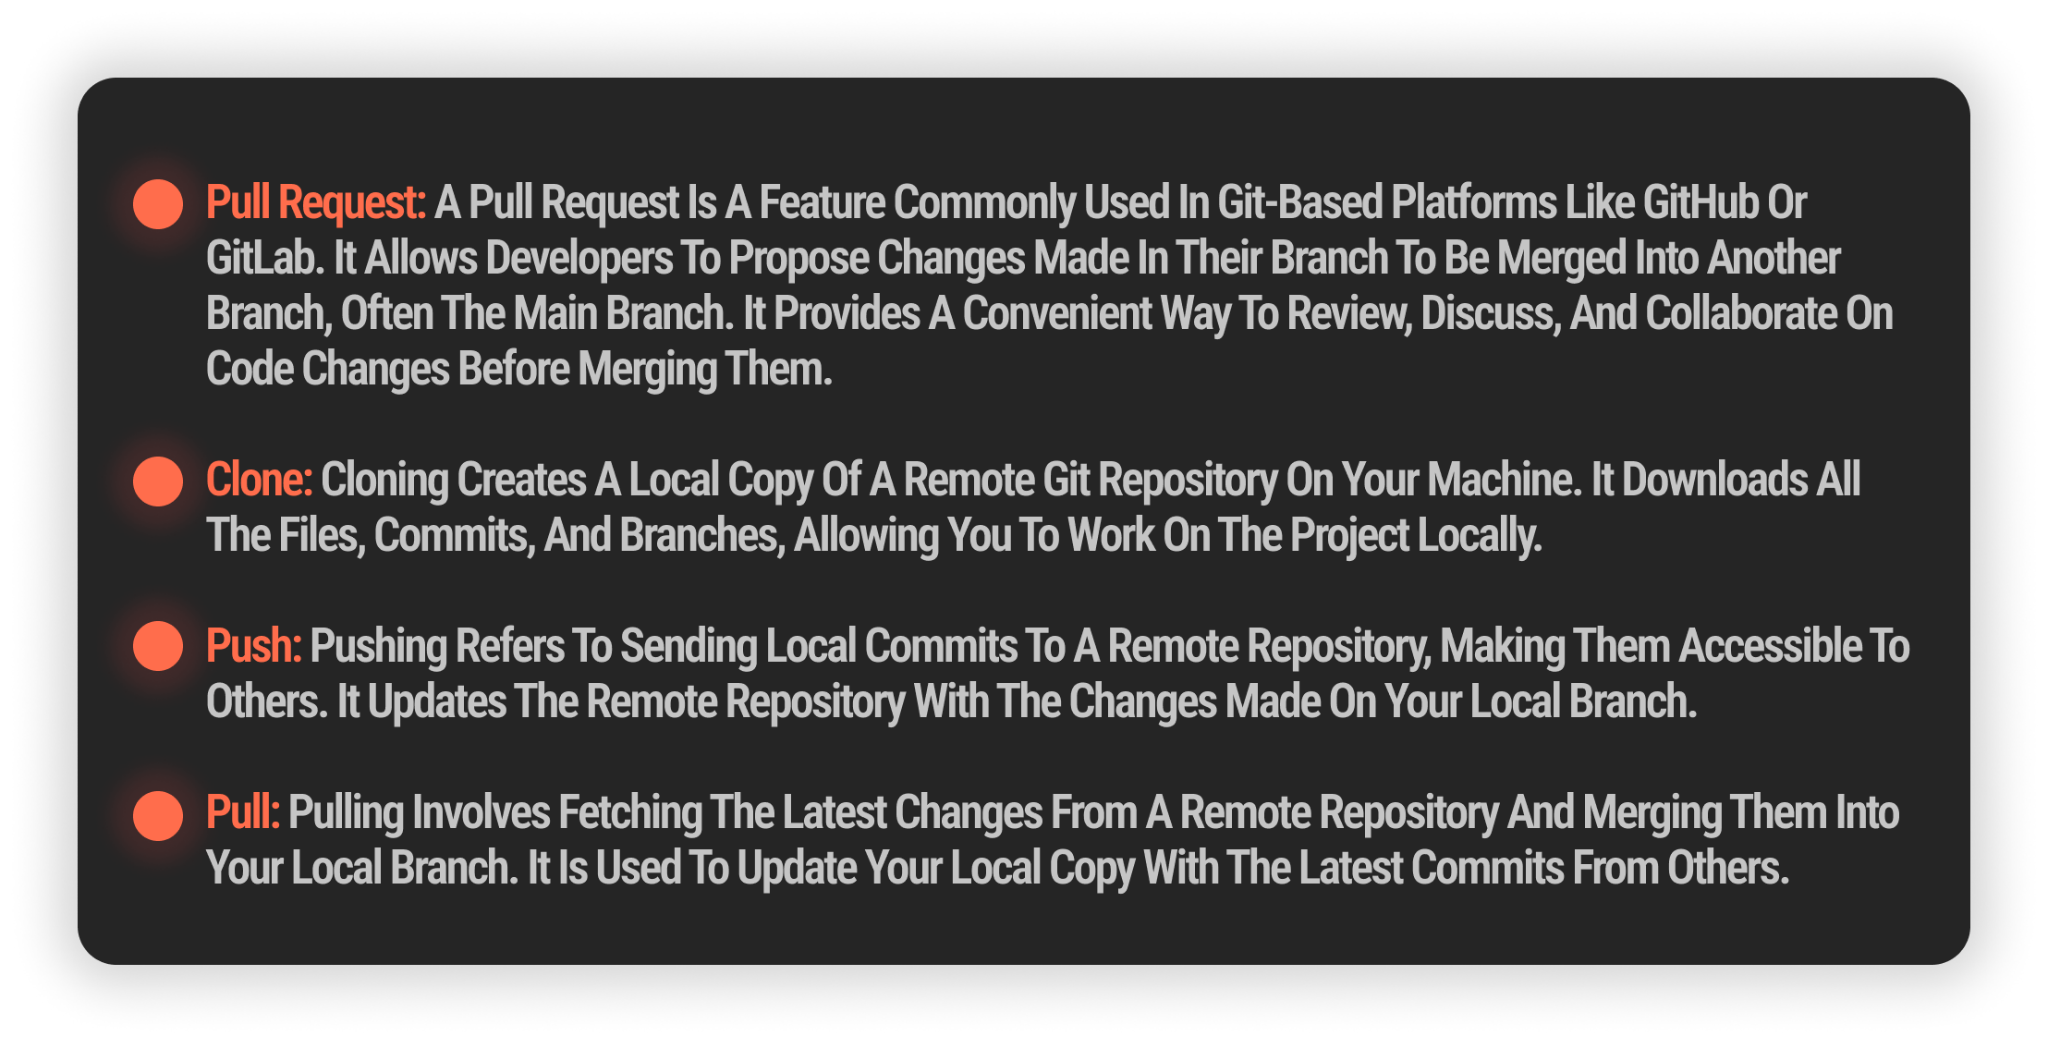 Pull Request: A Pull Request Is A Feature Commonly Used In Git-Based Platforms Like GitHub Or
GitLab. It Allows Developers To Propose Changes Made In Their Branch To Be Merged Into Another
Branch, Often The Main Branch. It Provides A Convenient Way To Review, Discuss, And Collaborate On
Code Changes Before Merging Them.
Clone: Cloning Creates A Local Copy Of A Remote Git Repository On Your Machine. It Downloads All
The Files, Commits, And Branches, Allowing You To Work On The Project Locally.
Push: Pushing Refers To Sending Local Commits To A Remote Repository, Making Them Accessible To
Others. It Updates The Remote Repository With The Changes Made On Your Local Branch.
Pull: Pulling Involves Fetching The Latest Changes From A Remote Repository And Merging Them Into
Your Local Branch. It Is Used To Update Your Local Copy With The Latest Commits From Others.